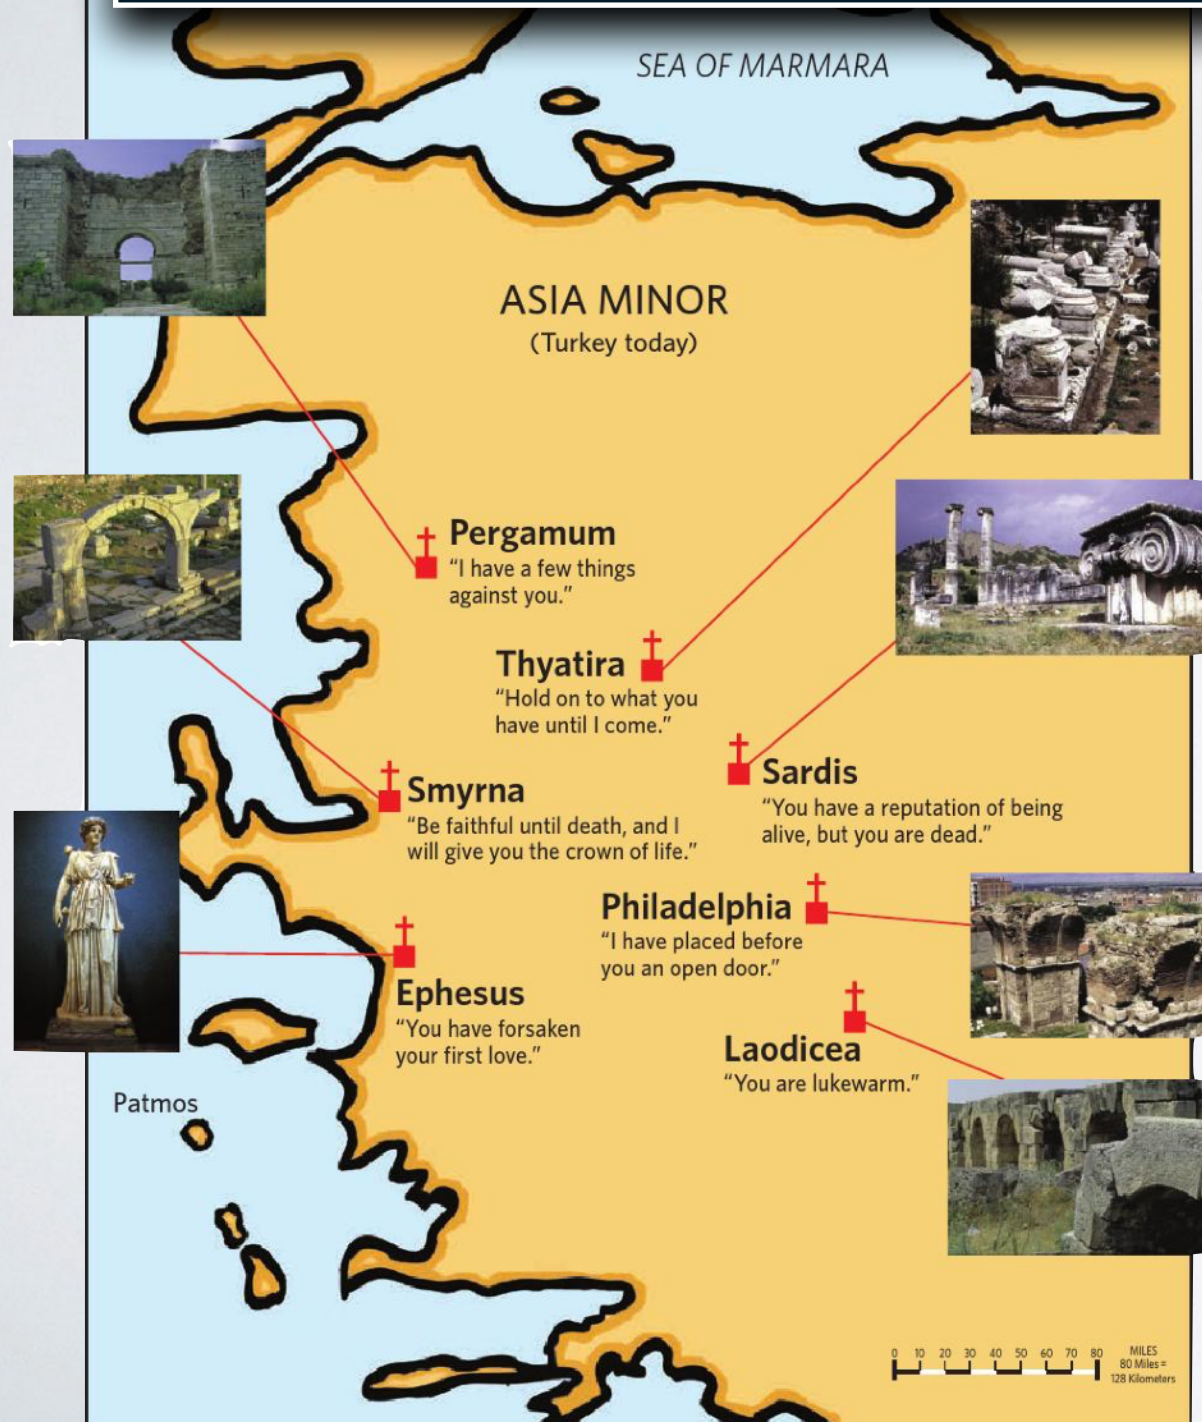 SEA OF MARMARA
ASIA MINOR
(Turkey today)
Pergamum
“I have a few things
against you.”
Thyatira
“Hold on to what you
have until I come.”
Sardis
“You have a reputation of being
alive, but you are dead.”
Smyrna
“Be faithful until death, and I
will give you the crown of life.”
Philadelphia
“I have placed before
you an open door.”
Ephesus
“You have forsaken
your first love.”
Laodicea
“You are lukewarm.”
Patmos
0 10 20 30 40 50 60 70 80
MILES
80 Miles =
128 Kilometers